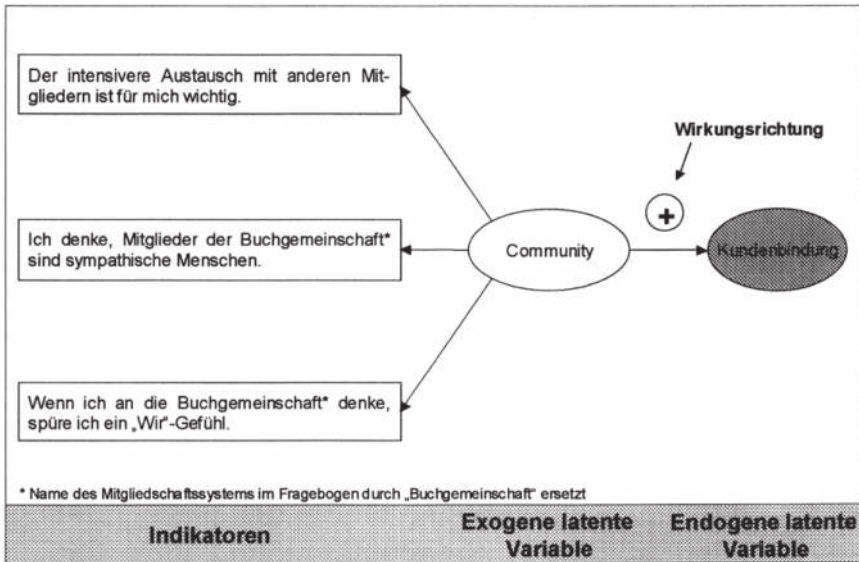 Der intensivere Austausch mit anderen Mit-
gliedern ist für mich wichtig.
Wirkungsrichtung
+
Ich denke, Mitglieder der Buchgemeinschaft*
sind sympathische Menschen.
Community
Kundenbindung
Wenn ich an die Buchgemeinschaft* denke,
spüre ich ein „Wir"-Gefühl.
* Name des Mitgliedschaftssystems im Fragebogen durch „Buchgemeinschaft" ersetzt
Indikatoren
Exogene latente
Variable
Endogene latente
Variable